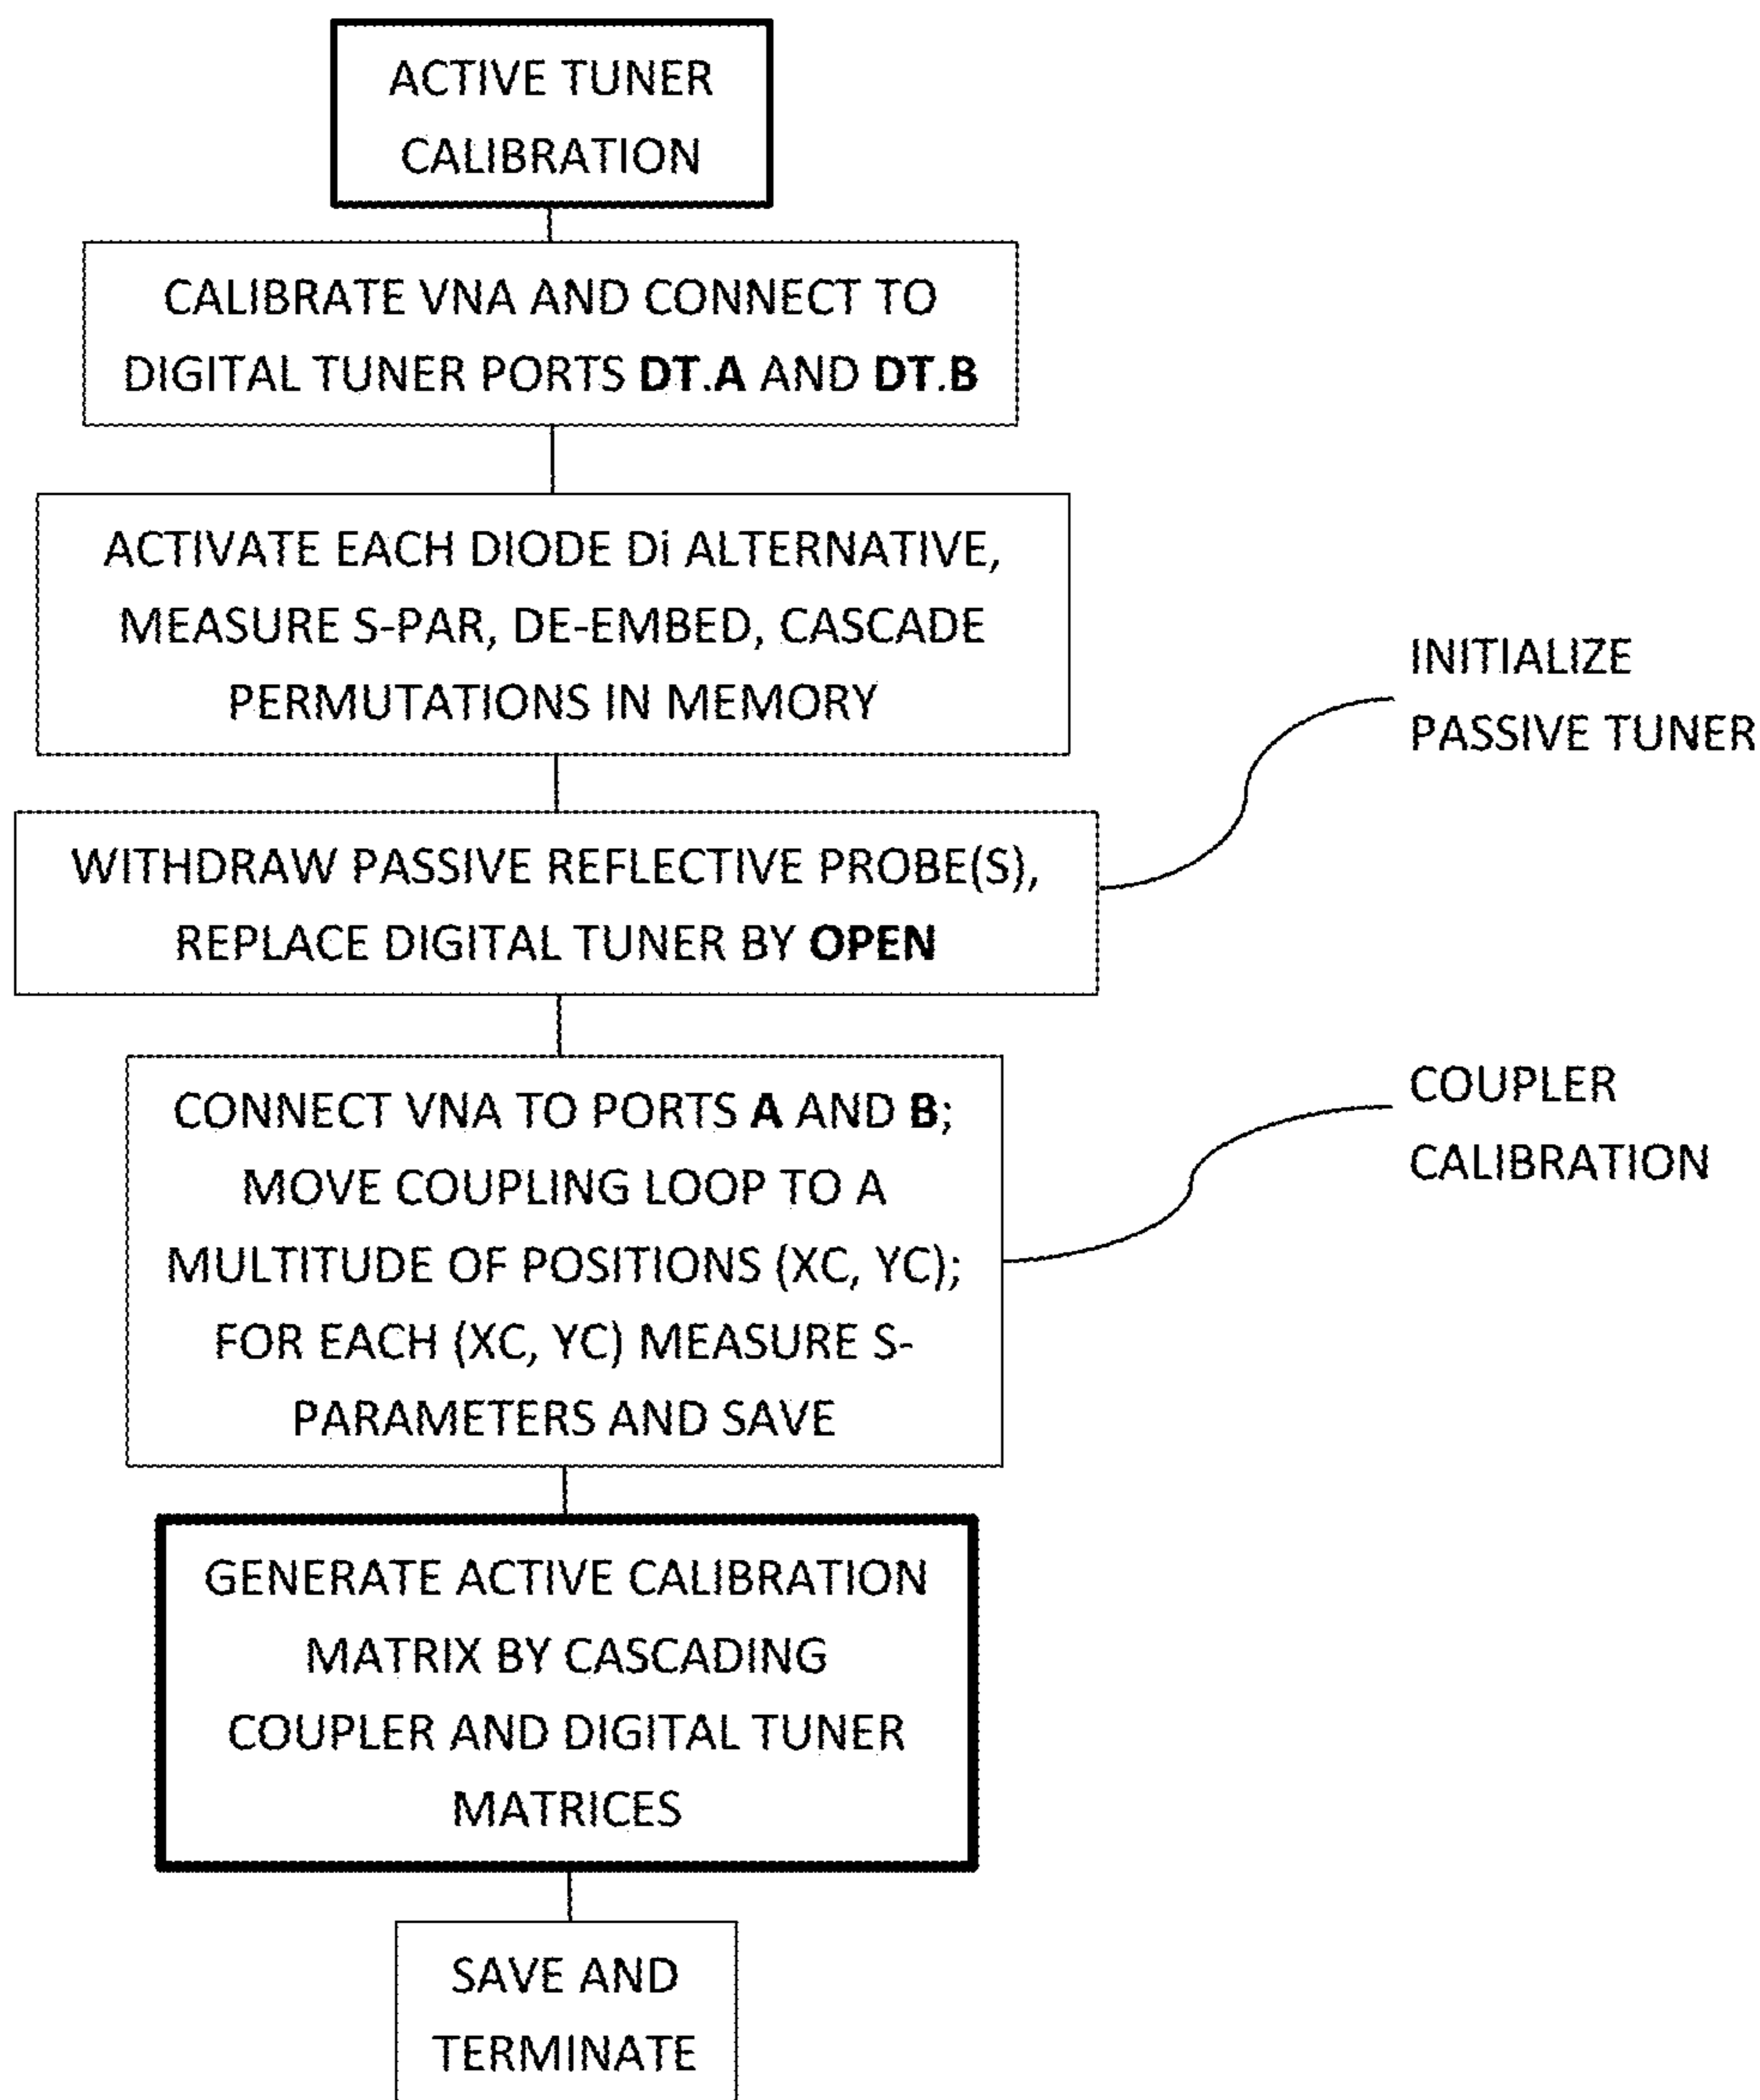 ACTIVE TUNER
CALIBRATION
CALIBRATE VNA AND CONNECT TO
DIGITAL TUNER PORTS DT.A AND DT.B
ACTIVATE EACH DIODE Di ALTERNATIVE,
MEASURE S-PAR, DE-EMBED, CASCADE
PERMUTATIONS IN MEMORY
INITIALIZE
PASSIVE TUNER
WITHDRAW PASSIVE REFLECTIVE PROBE(S),
REPLACE DIGITAL TUNER BY OPEN
CONNECT VNA TO PORTS A AND B;
MOVE COUPLING LOOP TO A
MULTITUDE OF POSITIONS (XC, YC);
FOR EACH (XC, YC) MEASURE S-
PARAMETERS AND SAVE
COUPLER
CALIBRATION
GENERATE ACTIVE CALIBRATION
MATRIX BY CASCADING
COUPLER AND DIGITAL TUNER
MATRICES
SAVE AND
TERMINATE